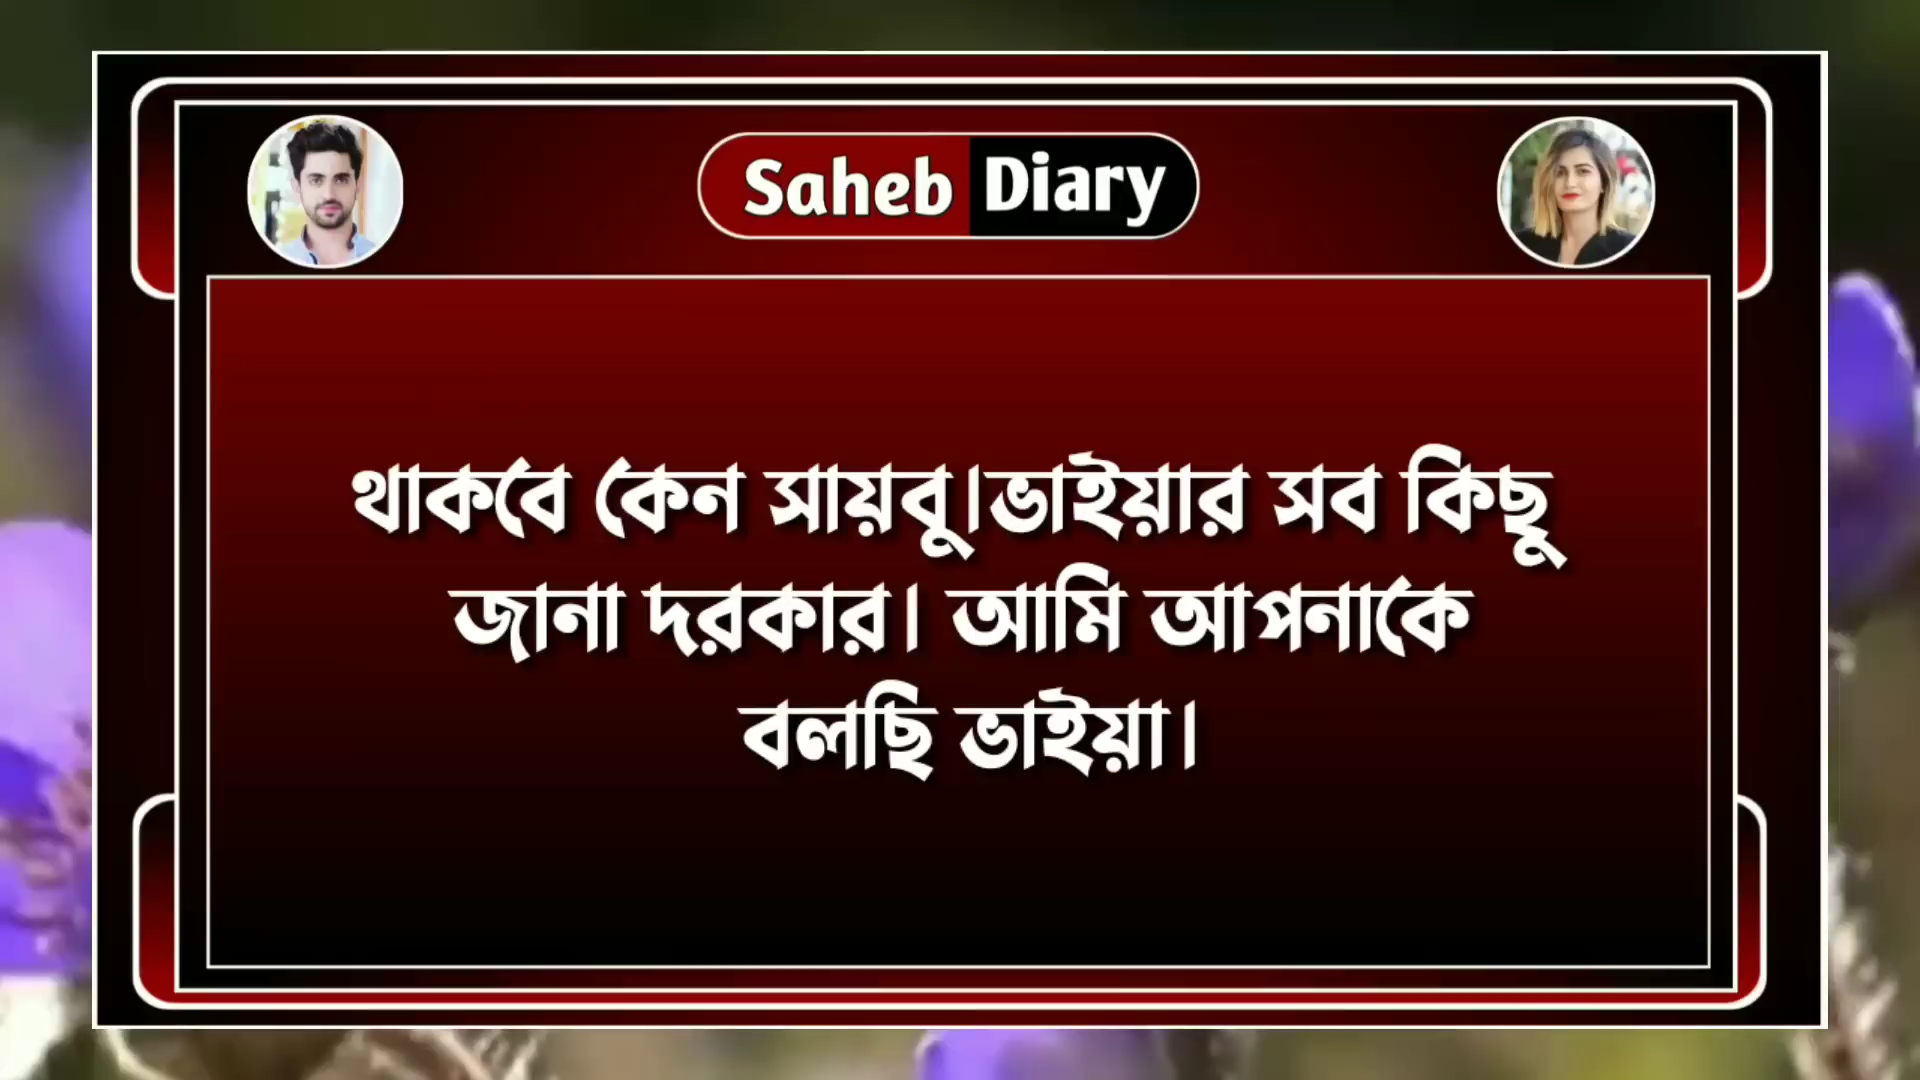 Saheb Diary
থাকবে কেন সায়বু।ভাইয়ার সব কিছু
জানা দরকার। আমি আপনাকে
বলছি ভাইয়া।